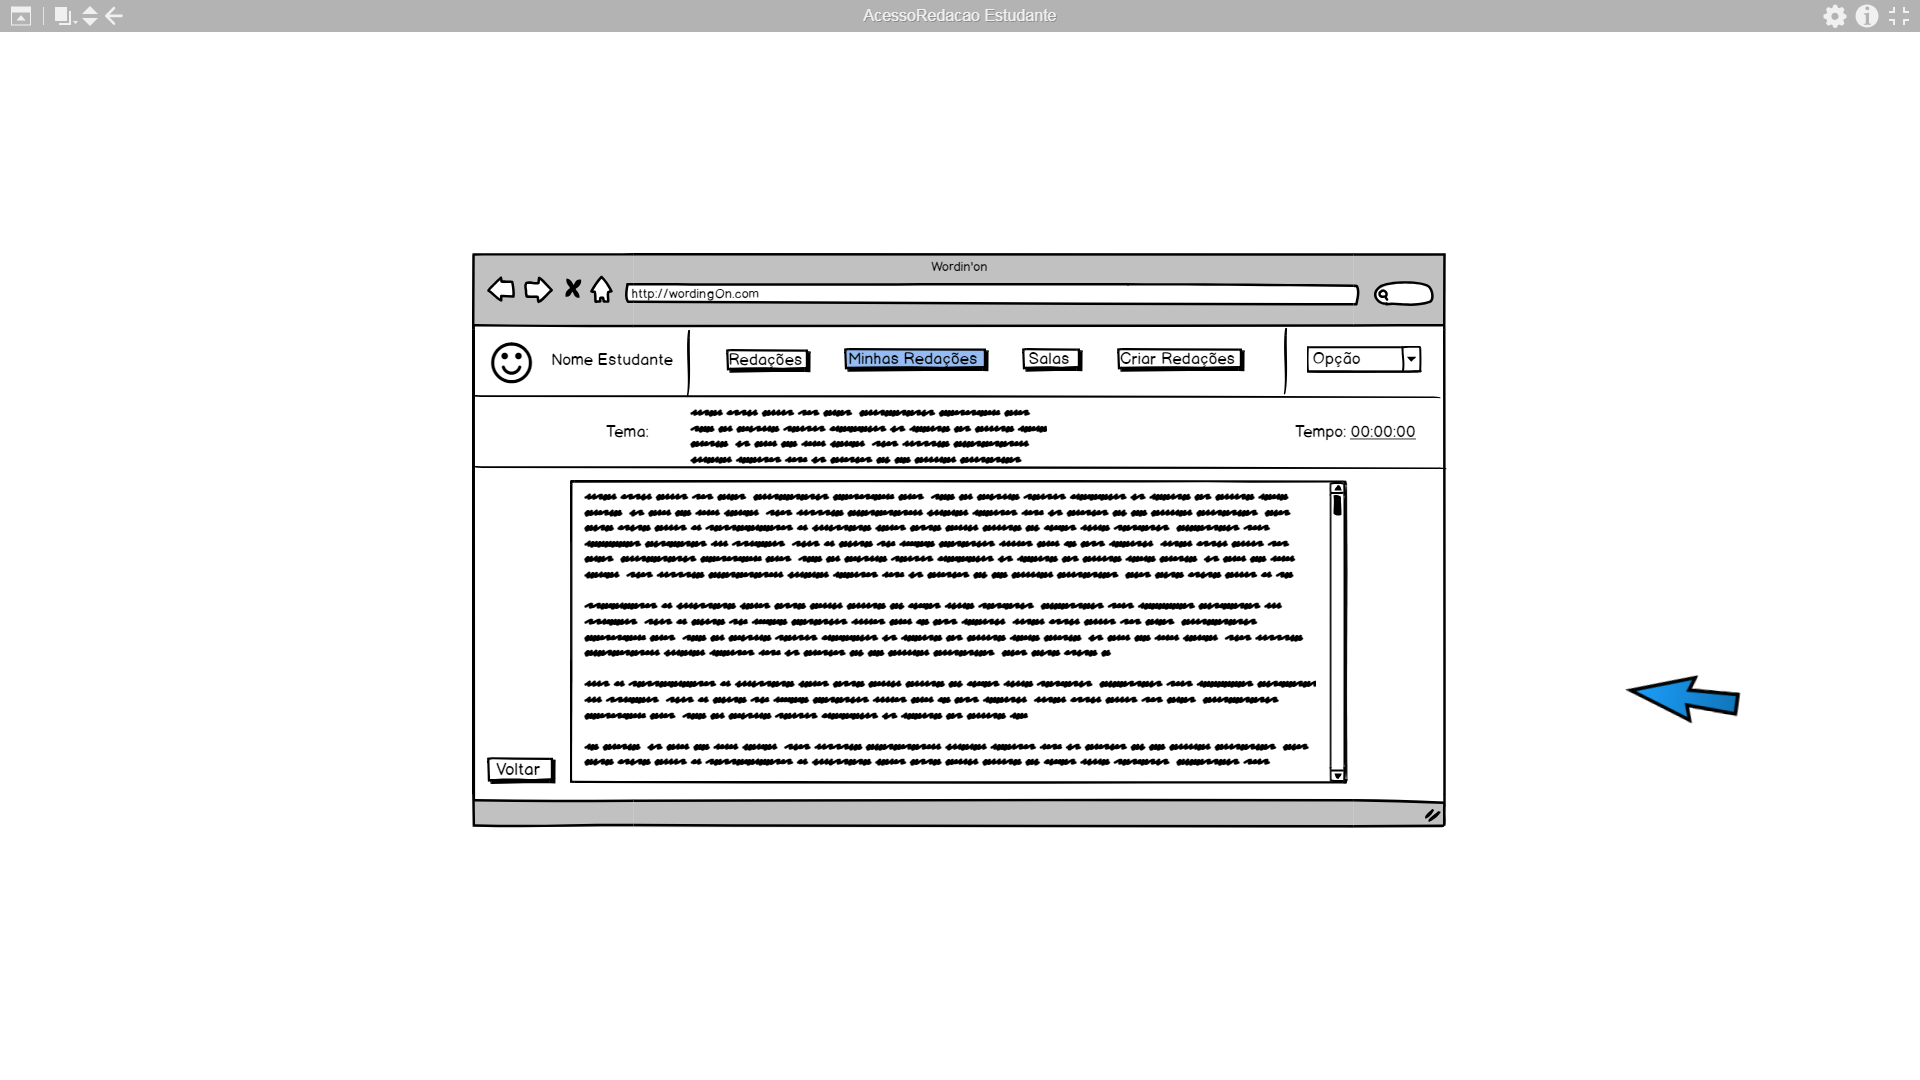 AcessoRedacao Estudante
Wordin'on
http://wordingOn.com
Nome Estudante
Redações
Minhas Redações
Salas
Criar Redações
Opção
Tema:
Tempo: 00:00:00
Voltar